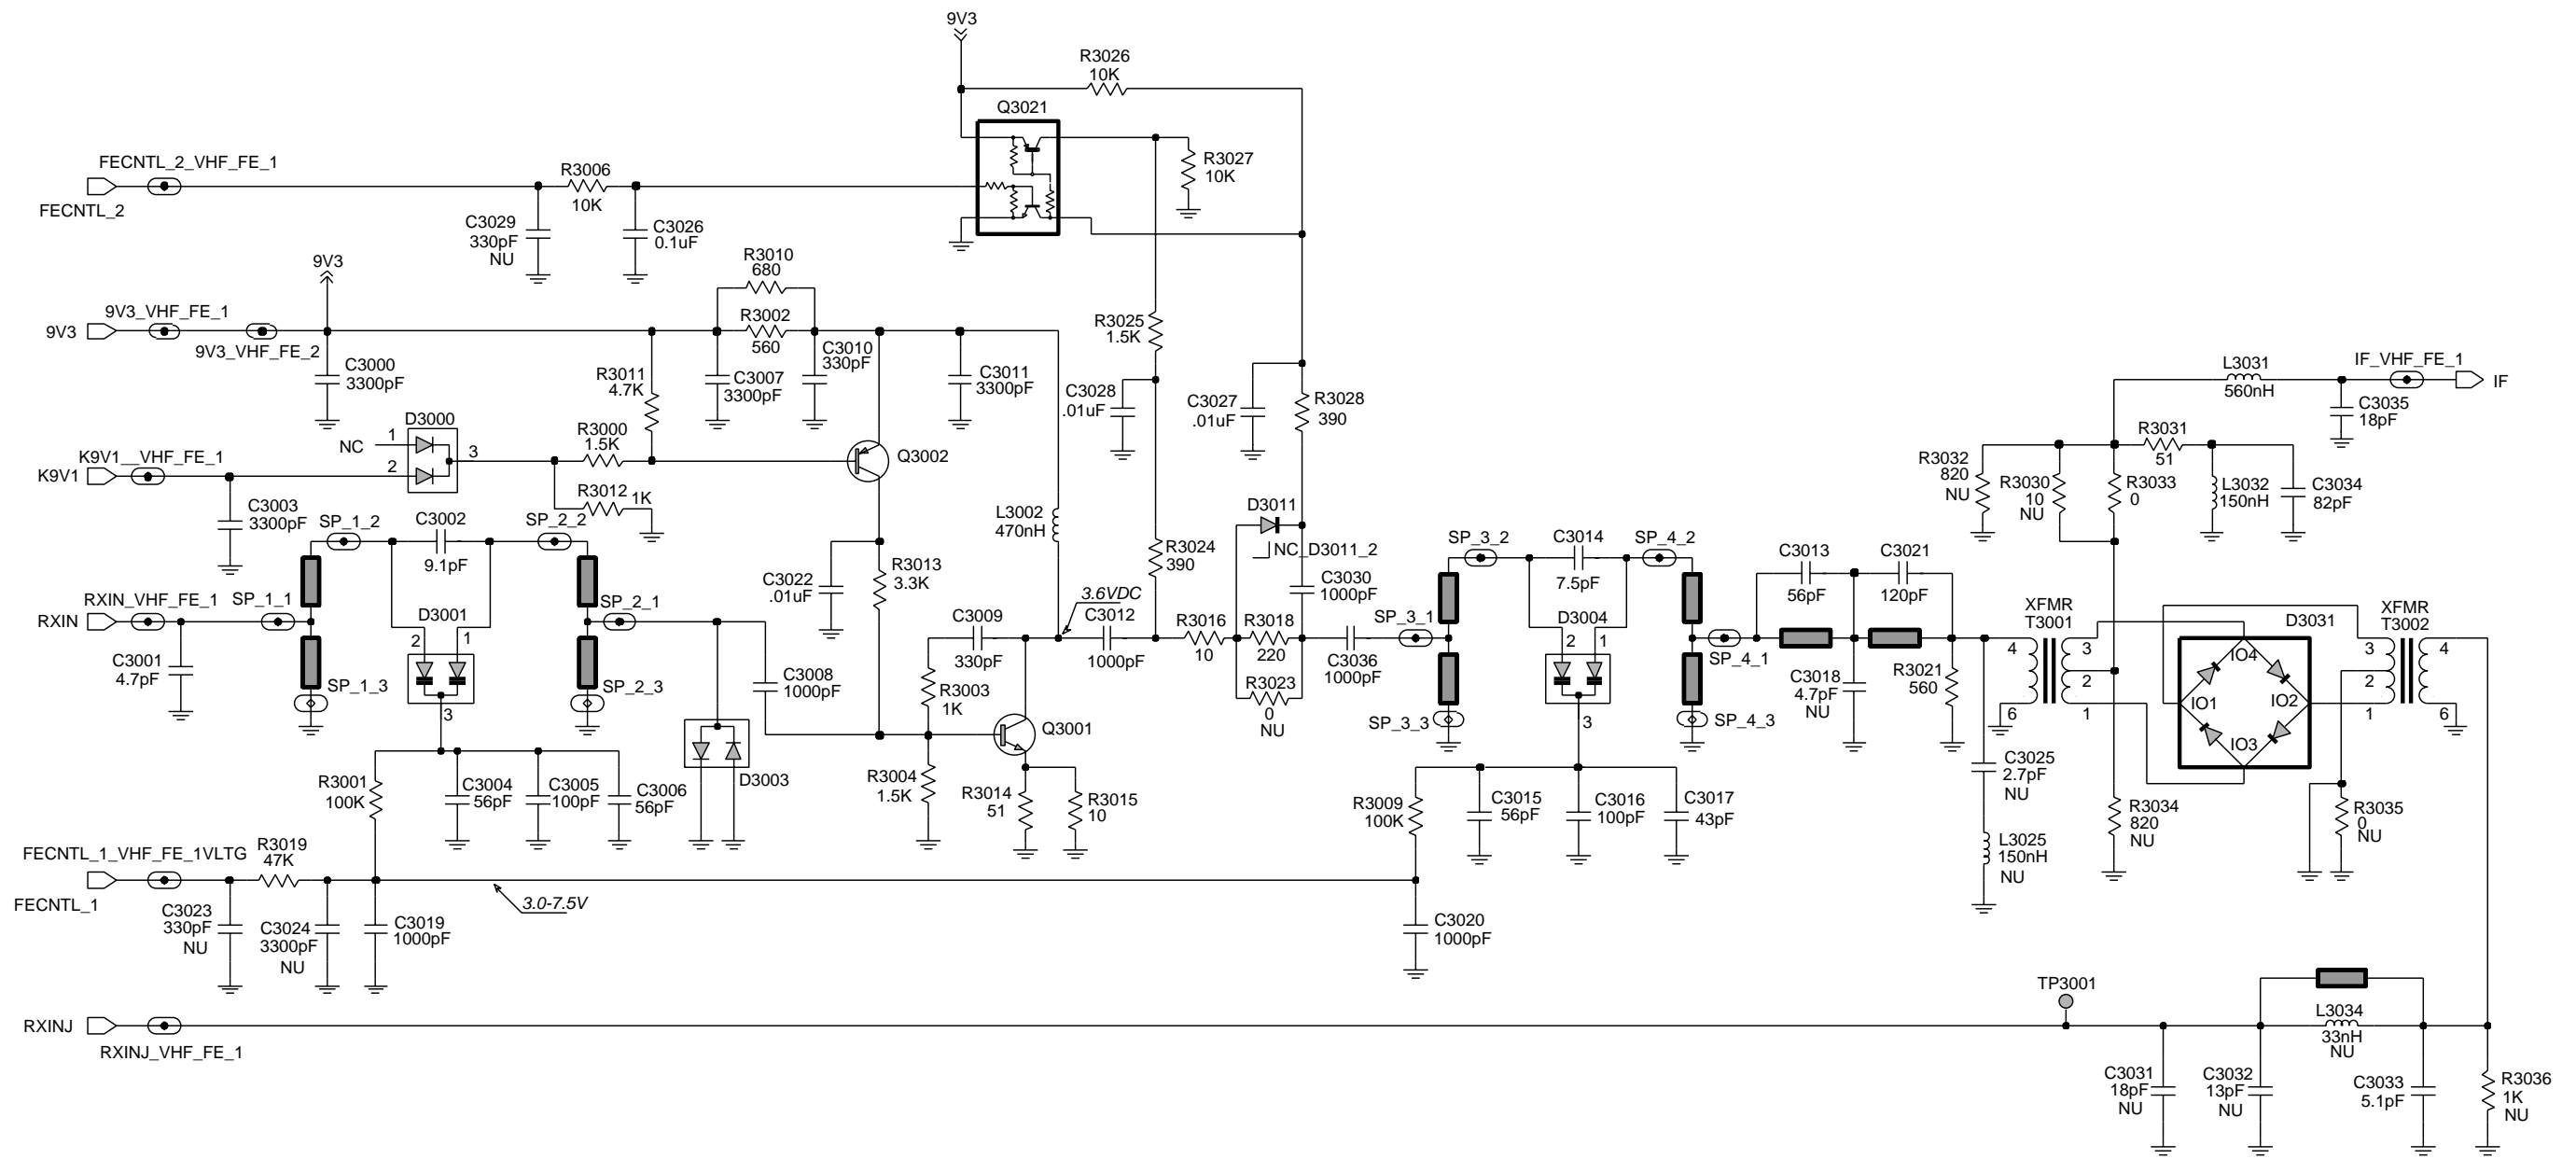 9V3
R3026
10K
Q3021
FECNTL_2_VHF_FE_1
FECNTL_2
R3006
10K
R3027
10K
C3029
330pF
NU
C3026
0.1uF
9V3
R3010
680
9V3
9V3_VHF_FE_1
9V3_VHF_FE_2
R3002
560
C3000
3300pF
R3011
4.7K
C3007
3300pF
C3010
330pF
C3011
3300pF
R3025
1.5K
C3028
.01uF
C3027
.01uF
R3028
390
L3031
560nH
IF_VHF_FE_1
IF
C3035
18pF
D3000
NC
1
2
3
R3000
1.5K
Q3002
K9V1__VHF_FE_1
K9V1
C3003
3300pF
R3012
1K
R3031
51
R3032
820
NU
R3030
10
NU
R3033
0
L3032
150nH
C3034
82pF
SP_1_2
C3002
9.1pF
SP_2_2
L3002
470nH
R3024
390
D3011
NC_D3011_2
C3030
1000pF
SP_3_2
C3014
7.5pF
SP_4_2
C3013
56pF
C3021
120pF
RXIN_VHF_FE_1
RXIN
SP_1_1
D3001
2
1
3
SP_2_1
C3022
.01uF
R3013
3.3K
3.6VDC
C3009
330pF
C3012
1000pF
R3016
10
R3018
220
R3023
0
NU
C3036
1000pF
SP_3_1
D3004
2
1
3
SP_4_1
XFMR
T3001
4
6
3
2
1
D3031
IO4
IO1
IO2
IO3
XFMR
T3002
3
2
1
4
6
C3001
4.7pF
SP_1_3
SP_2_3
C3008
1000pF
R3003
1K
Q3001
SP_3_3
SP_4_3
C3018
4.7pF
NU
R3021
560
D3003
R3001
100K
C3004
56pF
C3005
100pF
C3006
56pF
R3004
1.5K
R3014
51
R3015
10
R3009
100K
C3015
56pF
C3016
100pF
C3017
43pF
C3025
2.7pF
NU
L3025
150nH
NU
R3034
820
NU
R3035
0
NU
FECNTL_1_VHF_FE_1VLTG
FECNTL_1
R3019
47K
3.0-7.5V
C3023
330pF
NU
C3024
3300pF
NU
C3019
1000pF
C3020
1000pF
RXINJ
RXINJ_VHF_FE_1
TP3001
L3034
33nH
NU
C3031
18pF
NU
C3032
13pF
NU
C3033
5.1pF
R3036
1K
NU